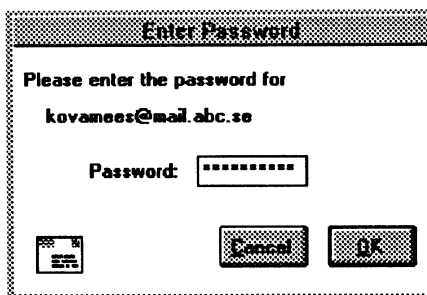 Enter Password
Please enter the password for
kovamees@mail.abc.se
Password: **********
Cancel OK